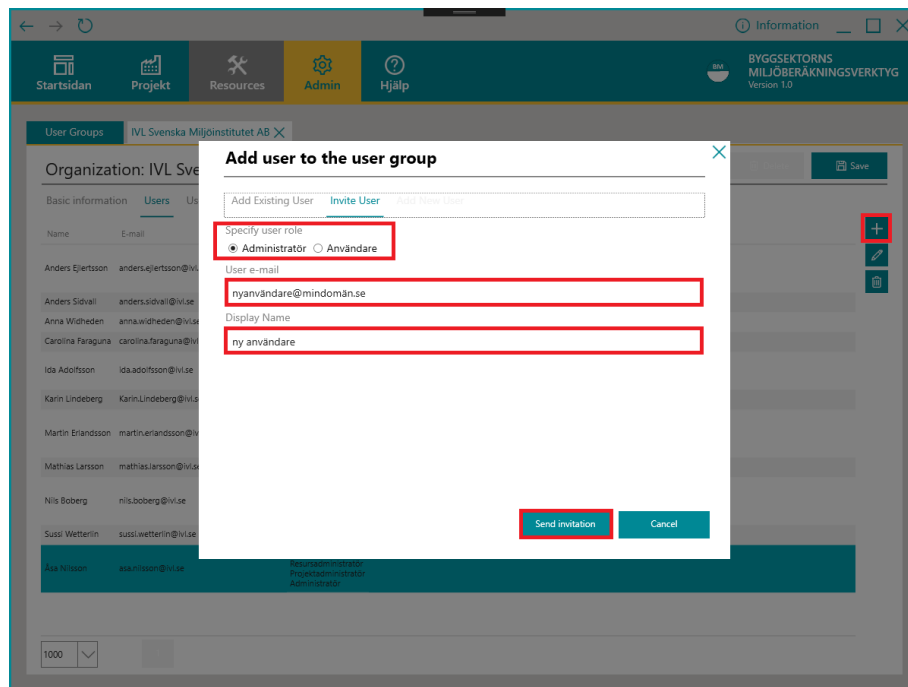 Information
Startsidan
Projekt
Resources
Admin
Hjälp
BM
BYGGSEKTORNS
MILJÖBERÄKNINGSVERKTYG
Version 1.0
User Groups
IVL Svenska Miljöinstitutet AB
Organization: IVL Sve
Save
Basic information
Users
Us
Name
E-mail
Anders Ejlertsson anders.ejlertsson@ivl.
Anders Sidvall anders.sidvall@ivl.se
Anna Widheden anna.widheden@ivl.se
Carolina Faraguna carolina.faraguna@ivl
Ida Adolfsson ida.adolfsson@ivl.se
Karin Lindeberg Karin.Lindeberg@ivl.s
Martin Erlandsson martin.erlandsson@iv
Mathias Larsson mathias.larsson@ivl.se
Nils Boberg nils.boberg@ivl.se
Sussi Wetterlin sussi.wetterlin@ivl.se
Åsa Nilsson asa.nilsson@ivl.se
Resursadministratör
Projektadministratör
Administratör
1000
Add user to the user group
Add Existing User
Invite User
Add New User
Specify user role
Administratör
Användare
User e-mail
nyanvändare@mindomän.se
Display Name
ny användare
Send invitation
Cancel